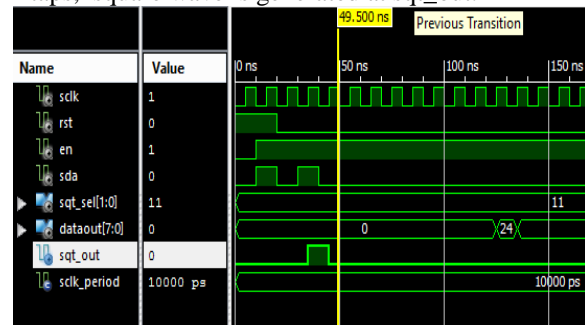 49.500 ns Previous Transition
Name Value 0 ns 50 ns 100 ns 150 ns
sclk 1
rst 0
en 1
sda 0
sqt_sel[1:0] 11 11
dataout[7:0] 0 0 24
sqt_out 0
sclk_period 10000 ps 10000 ps